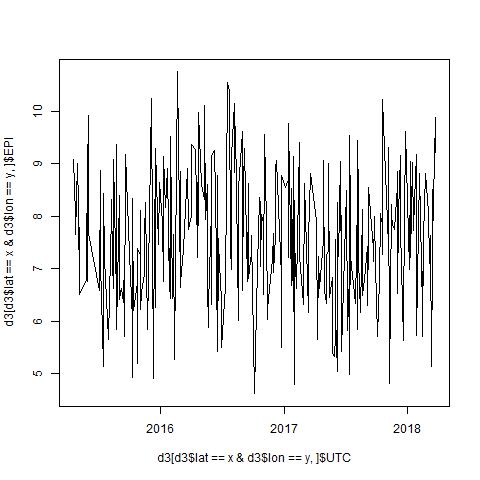 10
9
8
7
6
5
d3[d3$lat == x & d3$lon == y, ]$EPI
2016 2017 2018
d3[d3$lat == x & d3$lon == y, ]$UTC